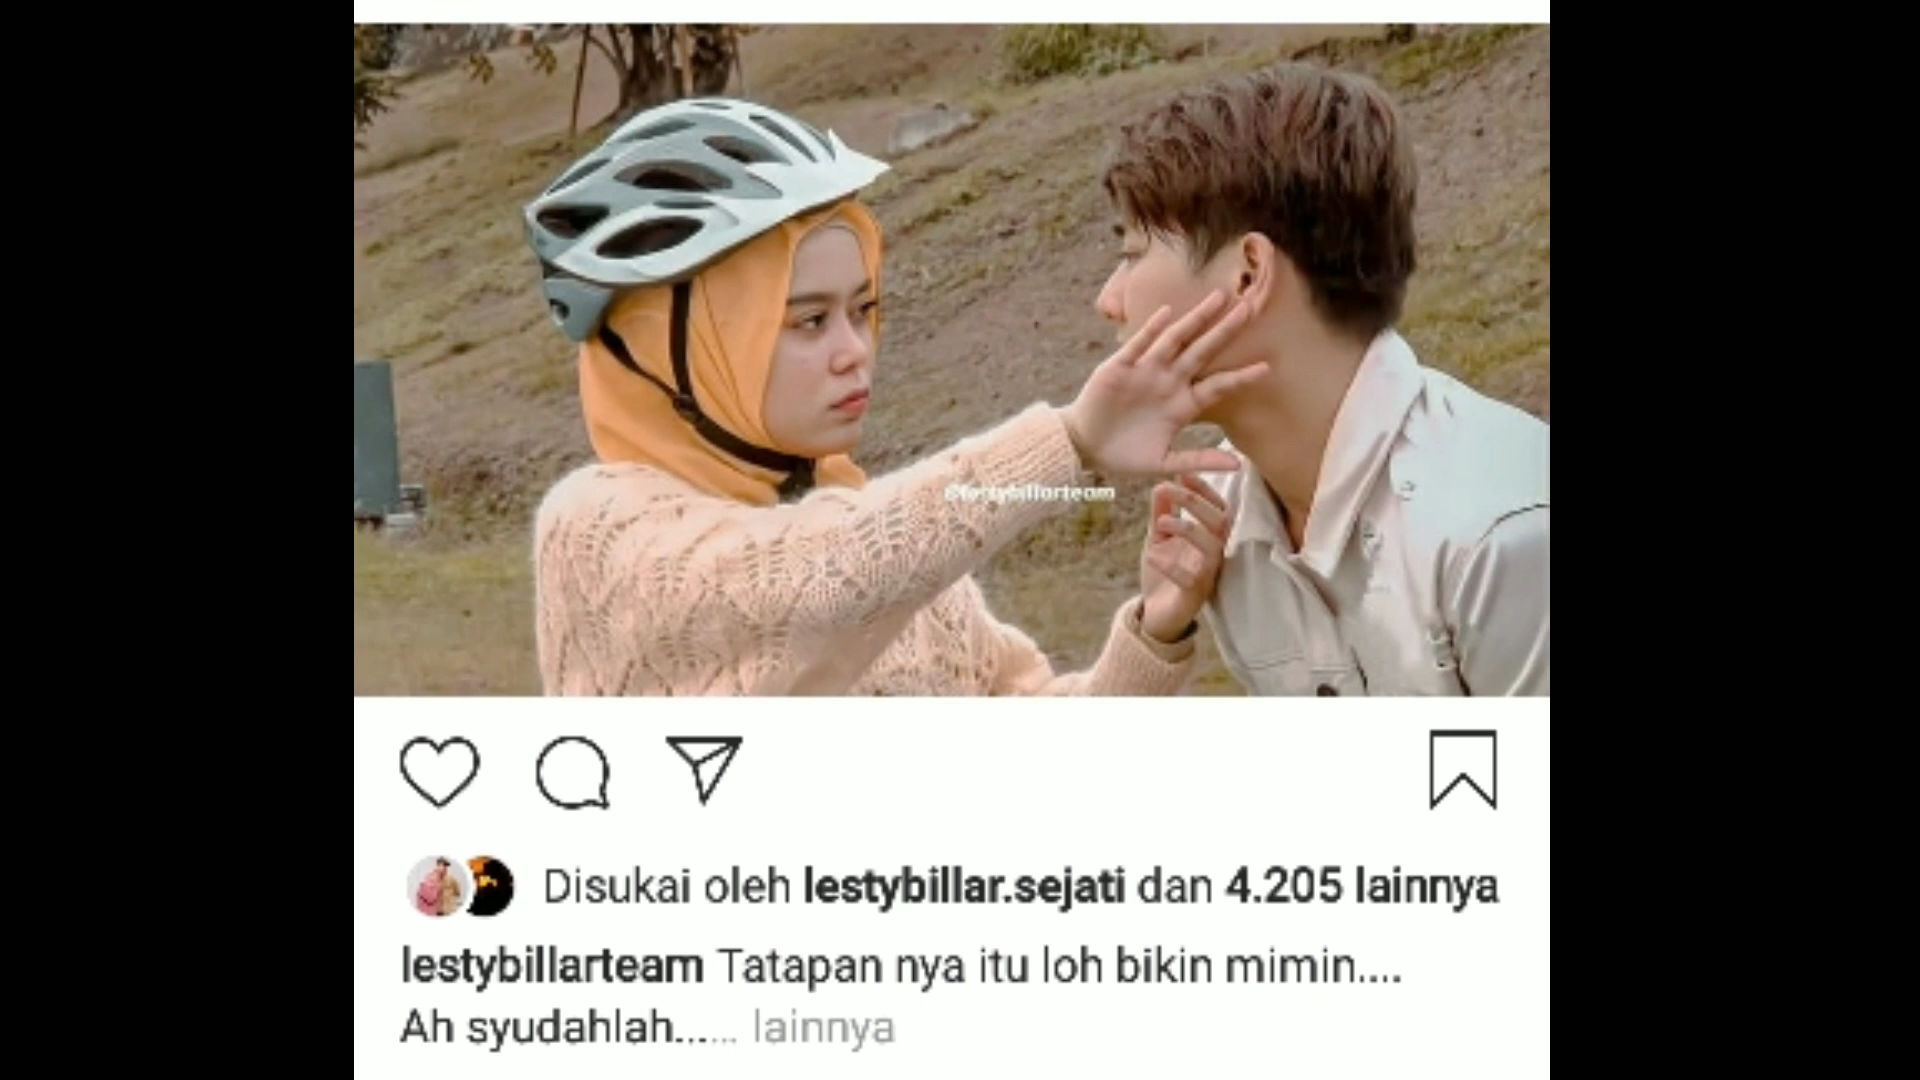 @lestybillarteam
Disukai oleh lestybillar.sejati dan 4.205 lainnya
lestybillarteam Tatapan nya itu loh bikin mimin....
Ah syudahlah...... lainnya